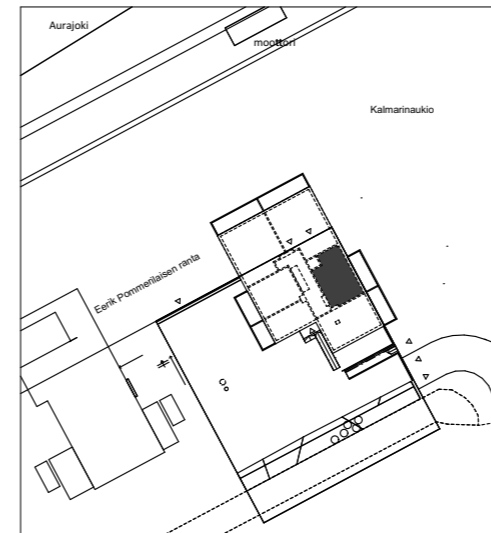 Aurajoki
moottori
Kalmarinaukio
Eerik Pommerilaisen ranta